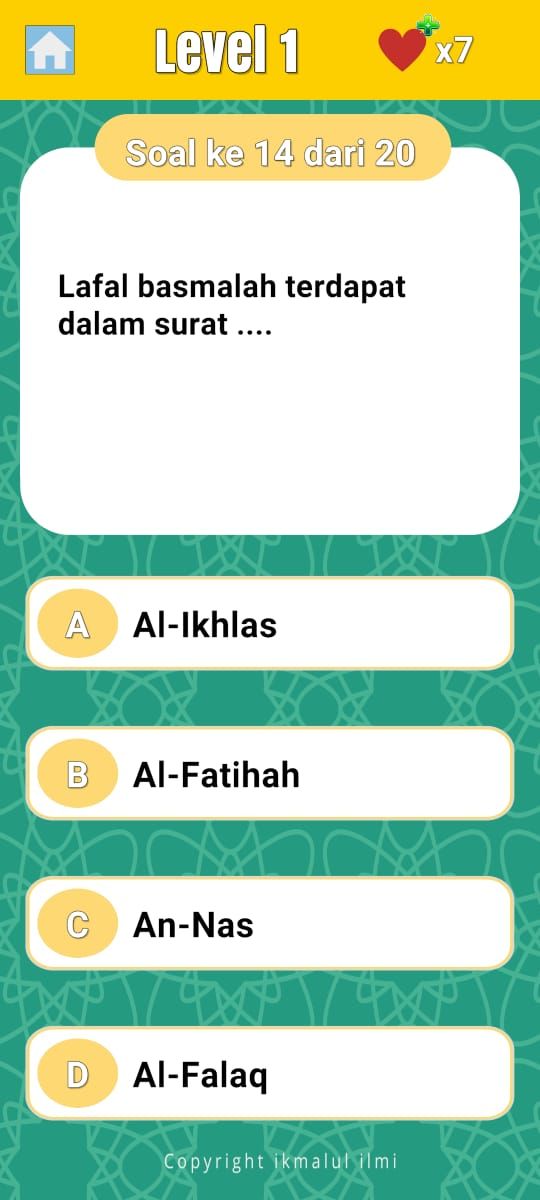 Level 1
x7
Soal ke 14 dari 20
Lafal basmalah terdapat
dalam surat ....
A Al-Ikhlas
B Al-Fatihah
C An-Nas
D Al-Falaq
Copyright ikmalul ilmi